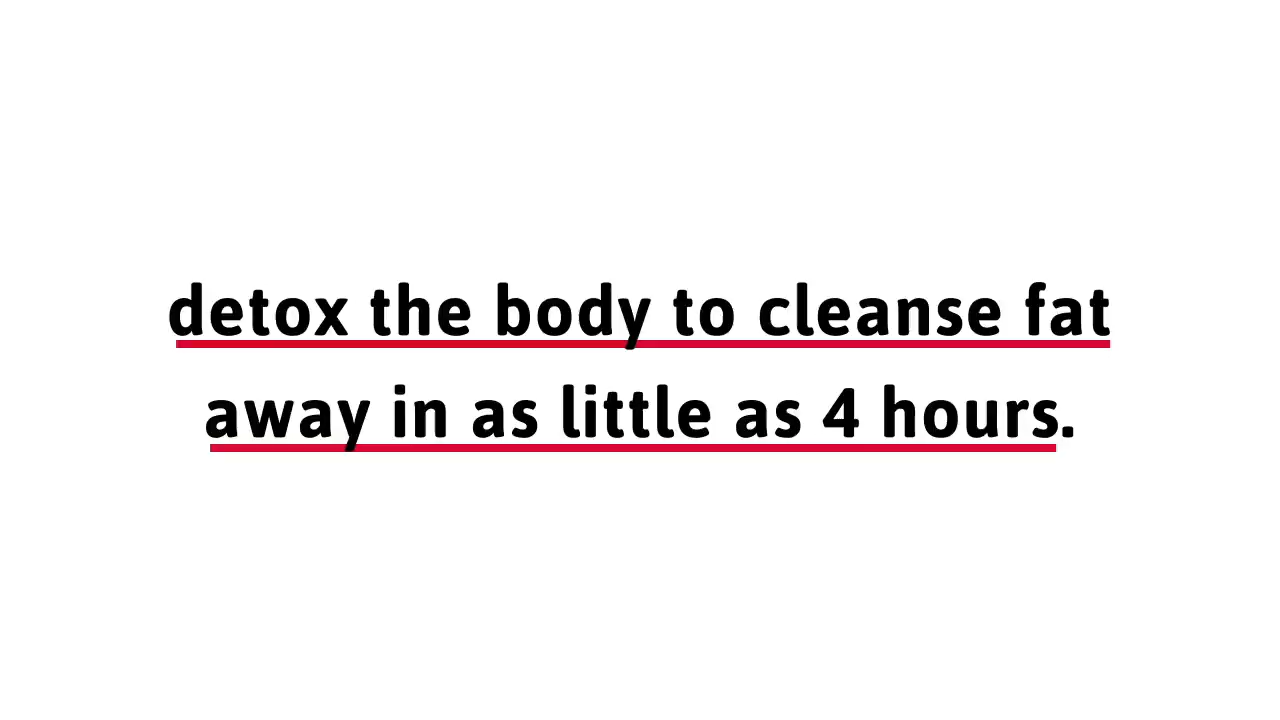 detox the body to cleanse fat
away in as little as 4 hours.